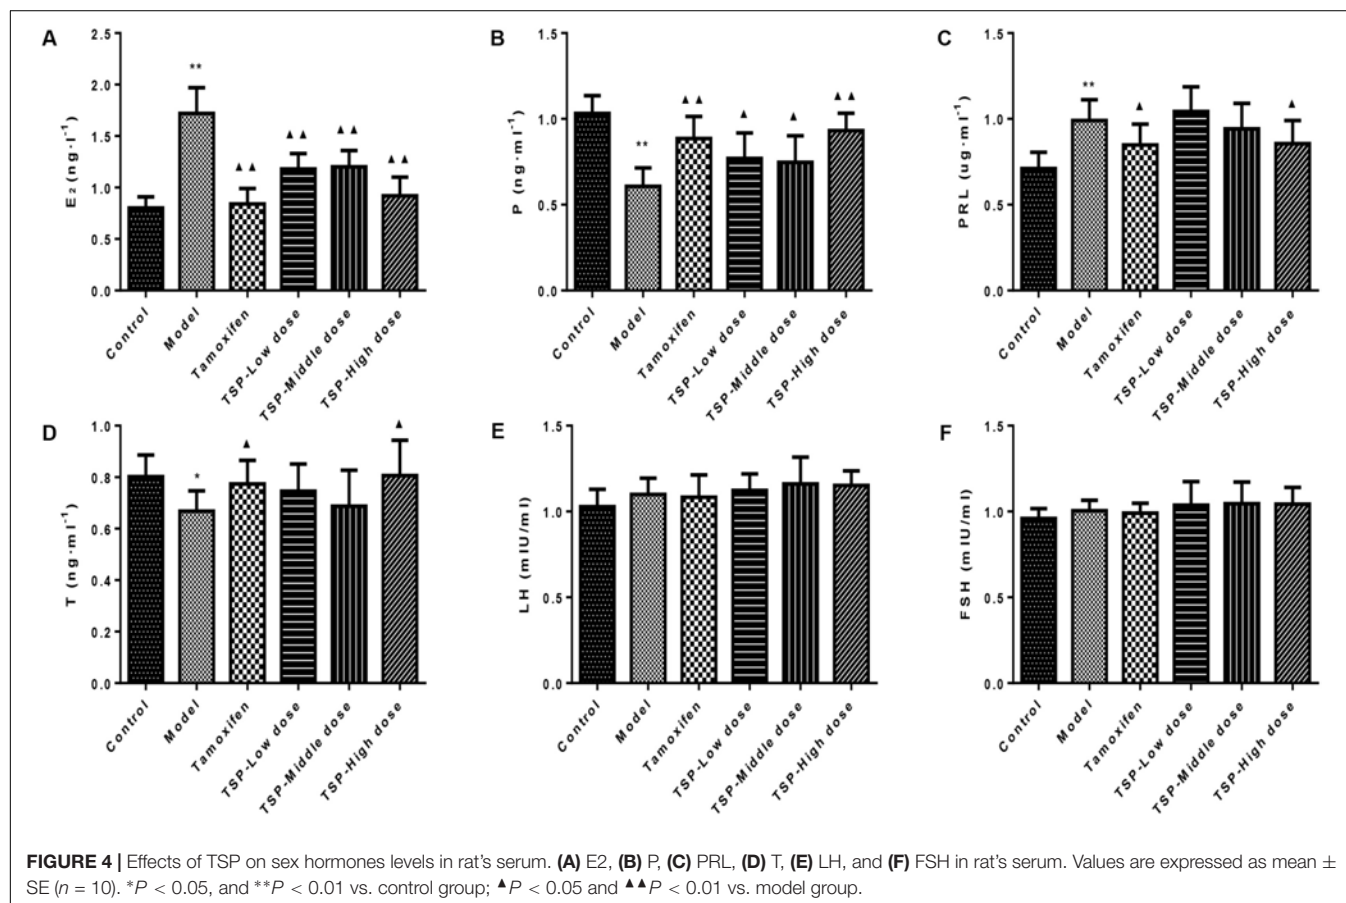 A
E₂ (ng·l⁻¹)
2.5
2.0
1.5
1.0
0.5
0.0
**
▲▲
▲▲
▲▲
▲▲
Control
Model
Tamoxifen
TSP-Low dose
TSP-Middle dose
TSP-High dose
B
P (ng·ml⁻¹)
1.5
1.0
0.5
0.0
**
▲▲
▲
▲
▲▲
Control
Model
Tamoxifen
TSP-Low dose
TSP-Middle dose
TSP-High dose
C
PRL (ug·ml⁻¹)
1.5
1.0
0.5
0.0
**
▲
▲
Control
Model
Tamoxifen
TSP-Low dose
TSP-Middle dose
TSP-High dose
D
T (ng·ml⁻¹)
1.0
0.8
0.6
0.4
0.2
0.0
*
▲
▲
Control
Model
Tamoxifen
TSP-Low dose
TSP-Middle dose
TSP-High dose
E
LH (mIU/ml)
1.5
1.0
0.5
0.0
Control
Model
Tamoxifen
TSP-Low dose
TSP-Middle dose
TSP-High dose
F
FSH (mIU/ml)
1.5
1.0
0.5
0.0
Control
Model
Tamoxifen
TSP-Low dose
TSP-Middle dose
TSP-High dose
FIGURE 4 | Effects of TSP on sex hormones levels in rat's serum. (A) E2, (B) P, (C) PRL, (D) T, (E) LH, and (F) FSH in rat's serum. Values are expressed as mean ±
SE (n = 10). *P < 0.05, and **P < 0.01 vs. control group; ▲P < 0.05 and ▲▲P < 0.01 vs. model group.